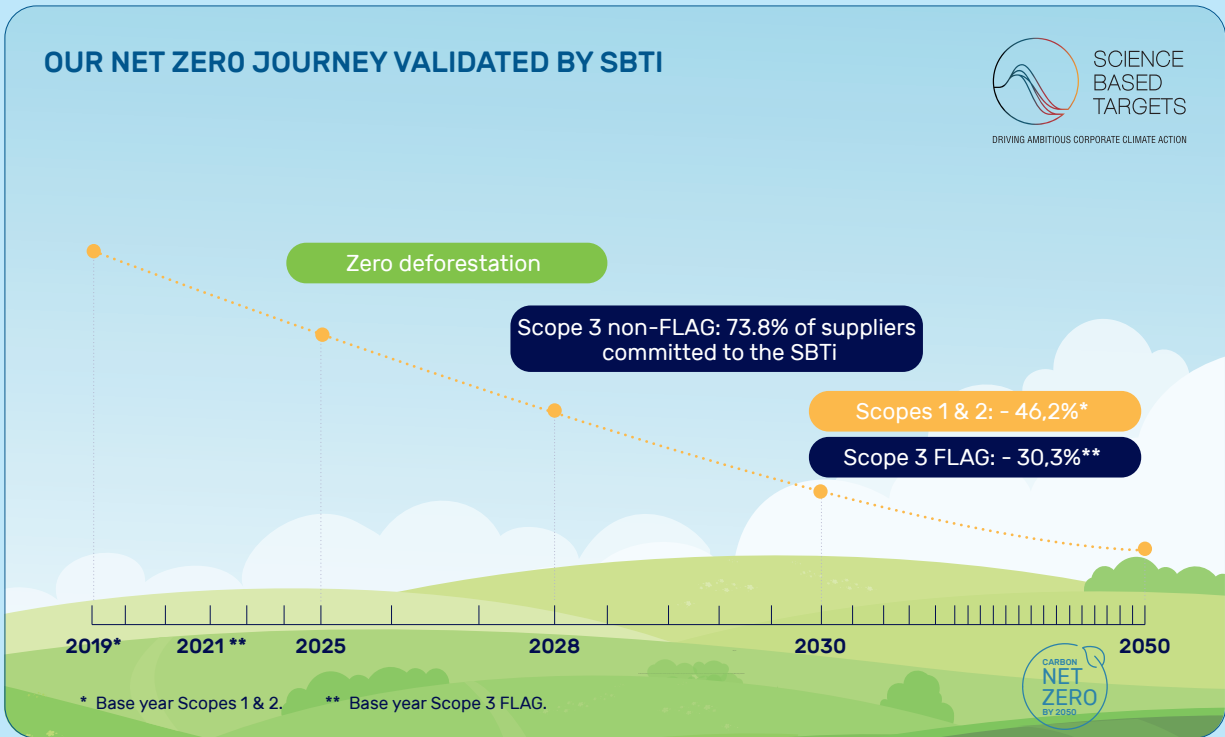 OUR NET ZERO JOURNEY VALIDATED BY SBTI
SCIENCE
BASED
TARGETS
DRIVING AMBITIOUS CORPORATE CLIMATE ACTION
Zero deforestation
Scope 3 non-FLAG: 73.8% of suppliers
committed to the SBTi
Scopes 1 & 2: - 46,2%*
Scope 3 FLAG: - 30,3%**
2019* 2021 ** 2025 2028 2030 2050
CARBON
NET
ZERO
BY 2050
* Base year Scopes 1 & 2. ** Base year Scope 3 FLAG.